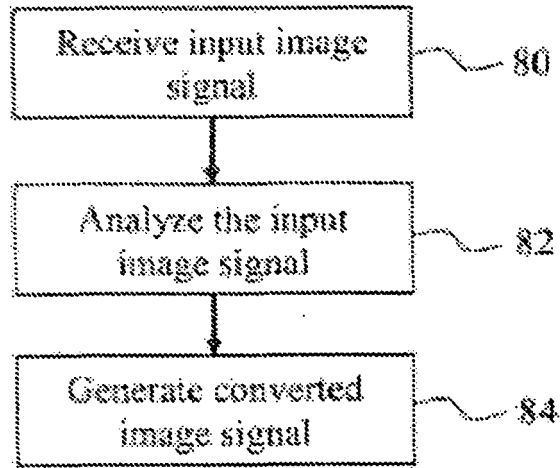 Receive input image
signal
80
Analyze the input
image signal
82
Generate converted
image signal
84